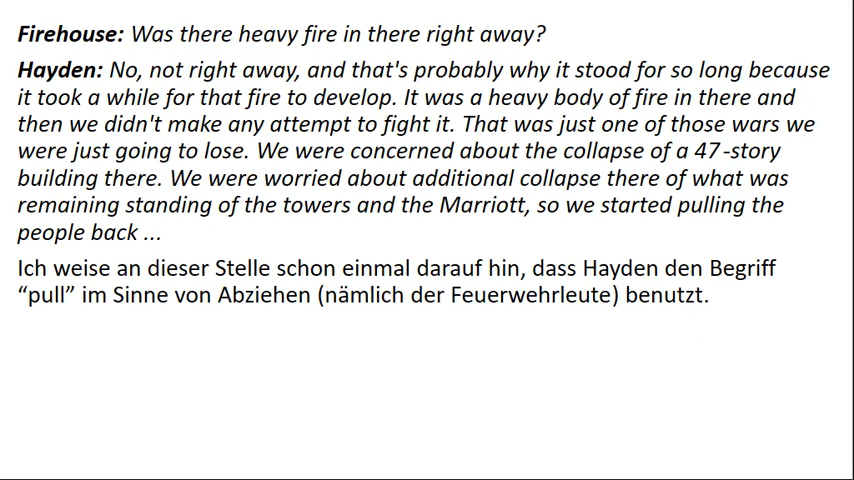 Firehouse: Was there heavy fire in there right away?
Hayden: No, not right away, and that's probably why it stood for so long because
it took a while for that fire to develop. It was a heavy body of fire in there and
then we didn't make any attempt to fight it. That was just one of those wars we
were just going to lose. We were concerned about the collapse of a 47-story
building there. We were worried about additional collapse there of what was
remaining standing of the towers and the Marriott, so we started pulling the
people back ...
Ich weise an dieser Stelle schon einmal darauf hin, dass Hayden den Begriff
“pull” im Sinne von Abziehen (nämlich der Feuerwehrleute) benutzt.